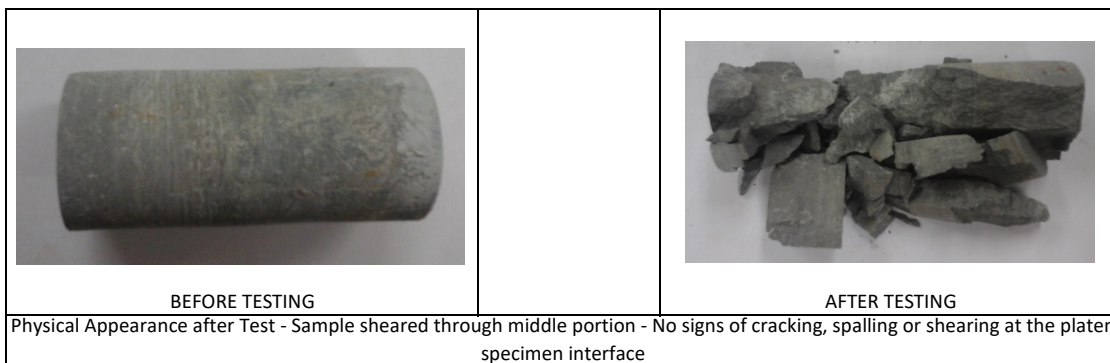 BEFORE TESTING
AFTER TESTING
Physical Appearance after Test - Sample sheared through middle portion - No signs of cracking, spalling or shearing at the platen
specimen interface